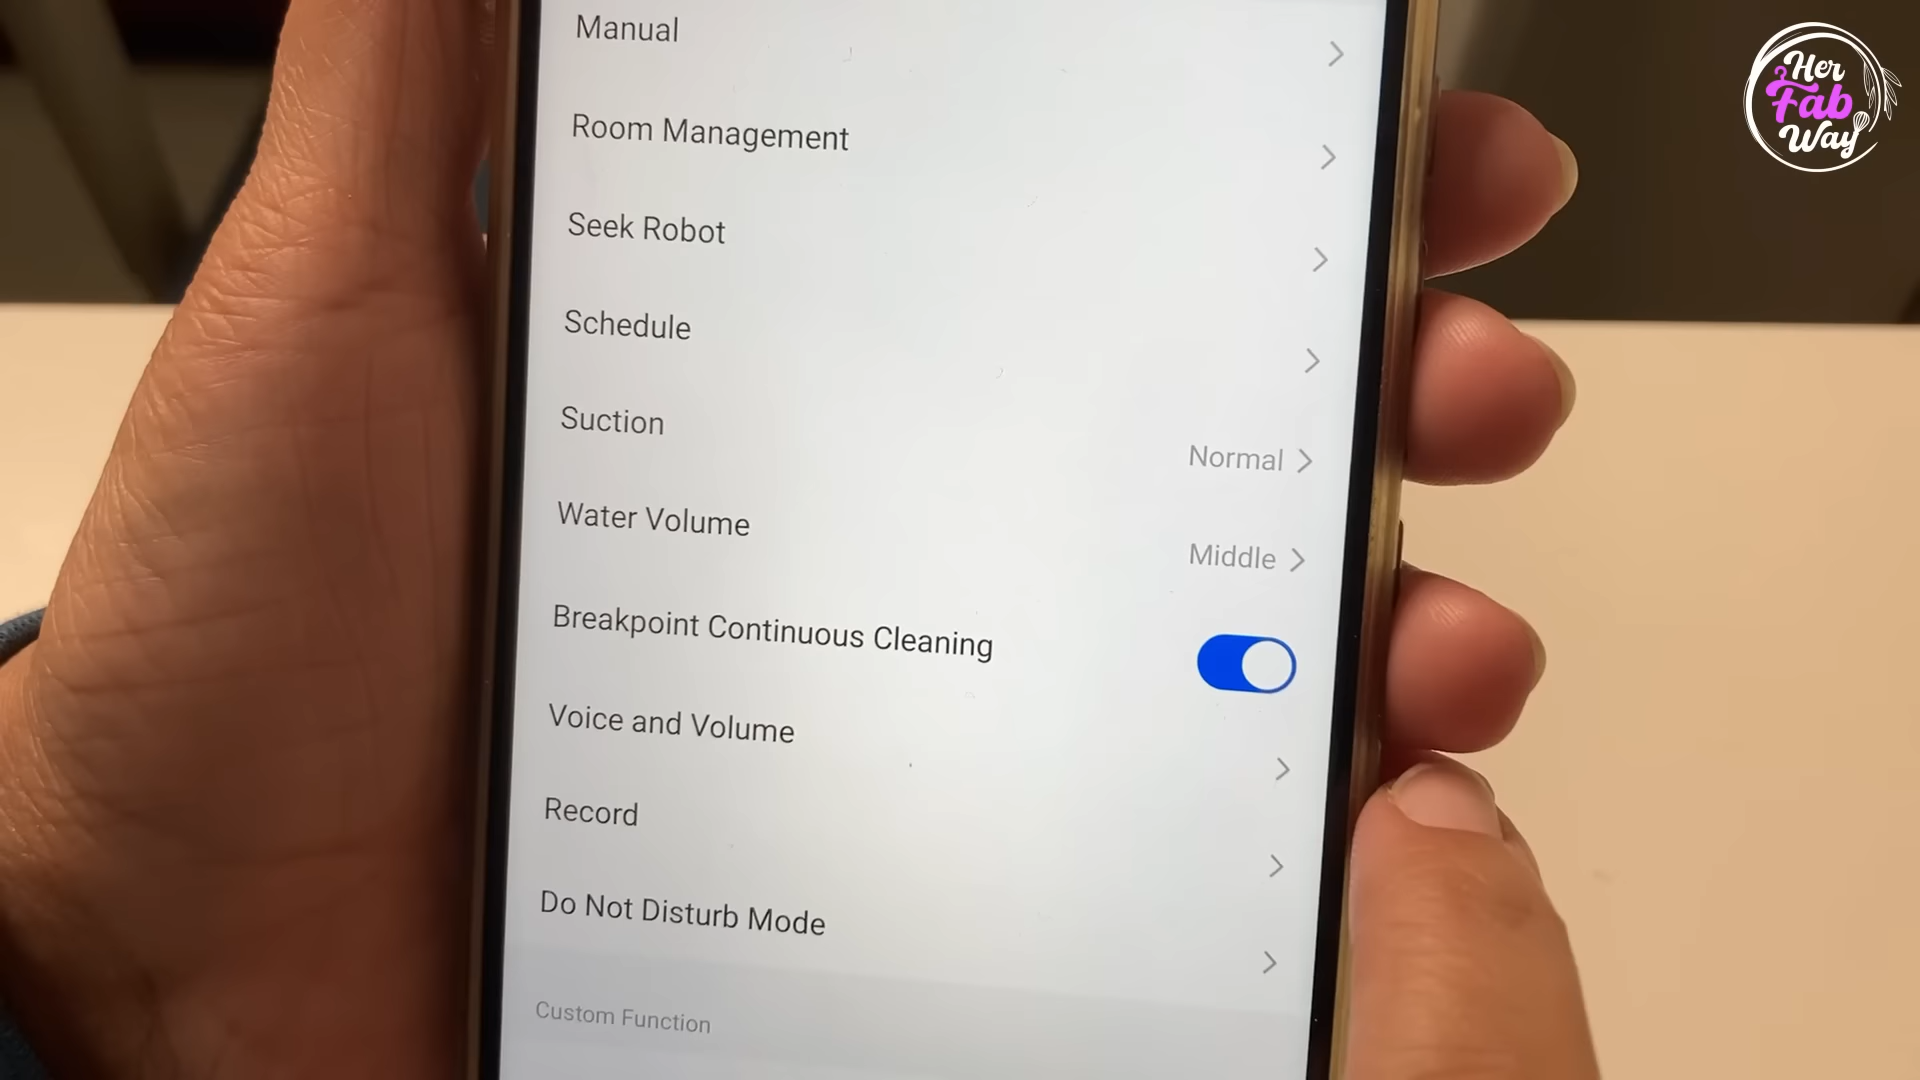 Manual
Room Management
Seek Robot
Schedule
Suction
Normal
Water Volume
Middle
Breakpoint Continuous Cleaning
Voice and Volume
Record
Do Not Disturb Mode
Custom Function
Her
Fab
Way